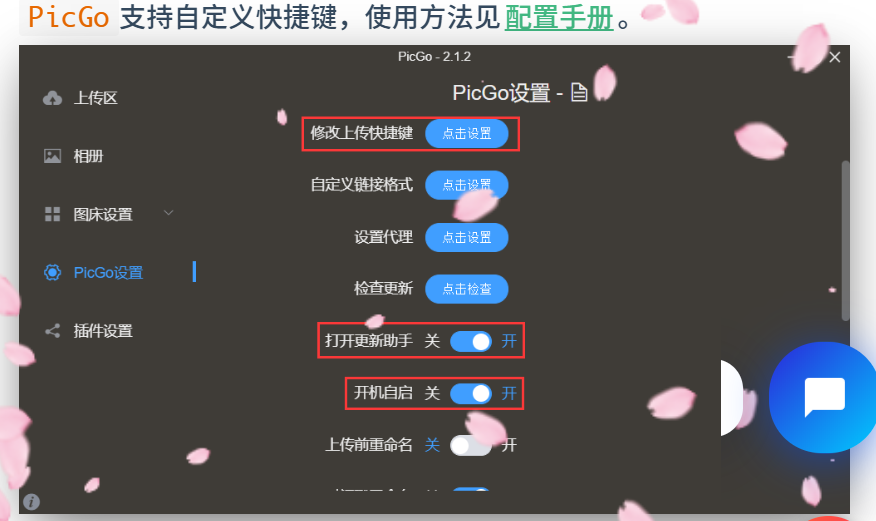 PicGo 支持自定义快捷键，使用方法见 配置手册。
PicGo - 2.1.2
PicGo设置 -
上传区
相册
图床设置
PicGo设置
插件设置
修改上传快捷键 点击设置
自定义链接格式 点击设置
设置代理 点击设置
检查更新 点击检查
打开更新助手 关 开
开机自启 关 开
上传前重命名 关 开